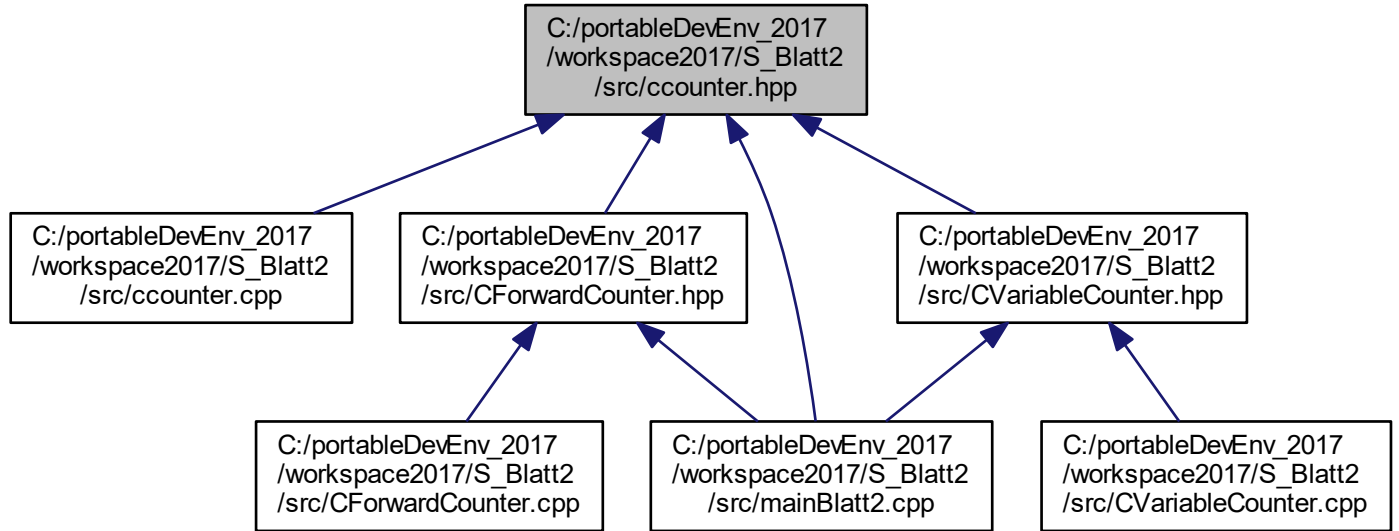 C:/portableDevEnv_2017
/workspace2017/S_Blatt2
/src/ccounter.hpp
C:/portableDevEnv_2017
/workspace2017/S_Blatt2
/src/ccounter.cpp
C:/portableDevEnv_2017
/workspace2017/S_Blatt2
/src/CForwardCounter.hpp
C:/portableDevEnv_2017
/workspace2017/S_Blatt2
/src/CVariableCounter.hpp
C:/portableDevEnv_2017
/workspace2017/S_Blatt2
/src/CForwardCounter.cpp
C:/portableDevEnv_2017
/workspace2017/S_Blatt2
/src/mainBlatt2.cpp
C:/portableDevEnv_2017
/workspace2017/S_Blatt2
/src/CVariableCounter.cpp